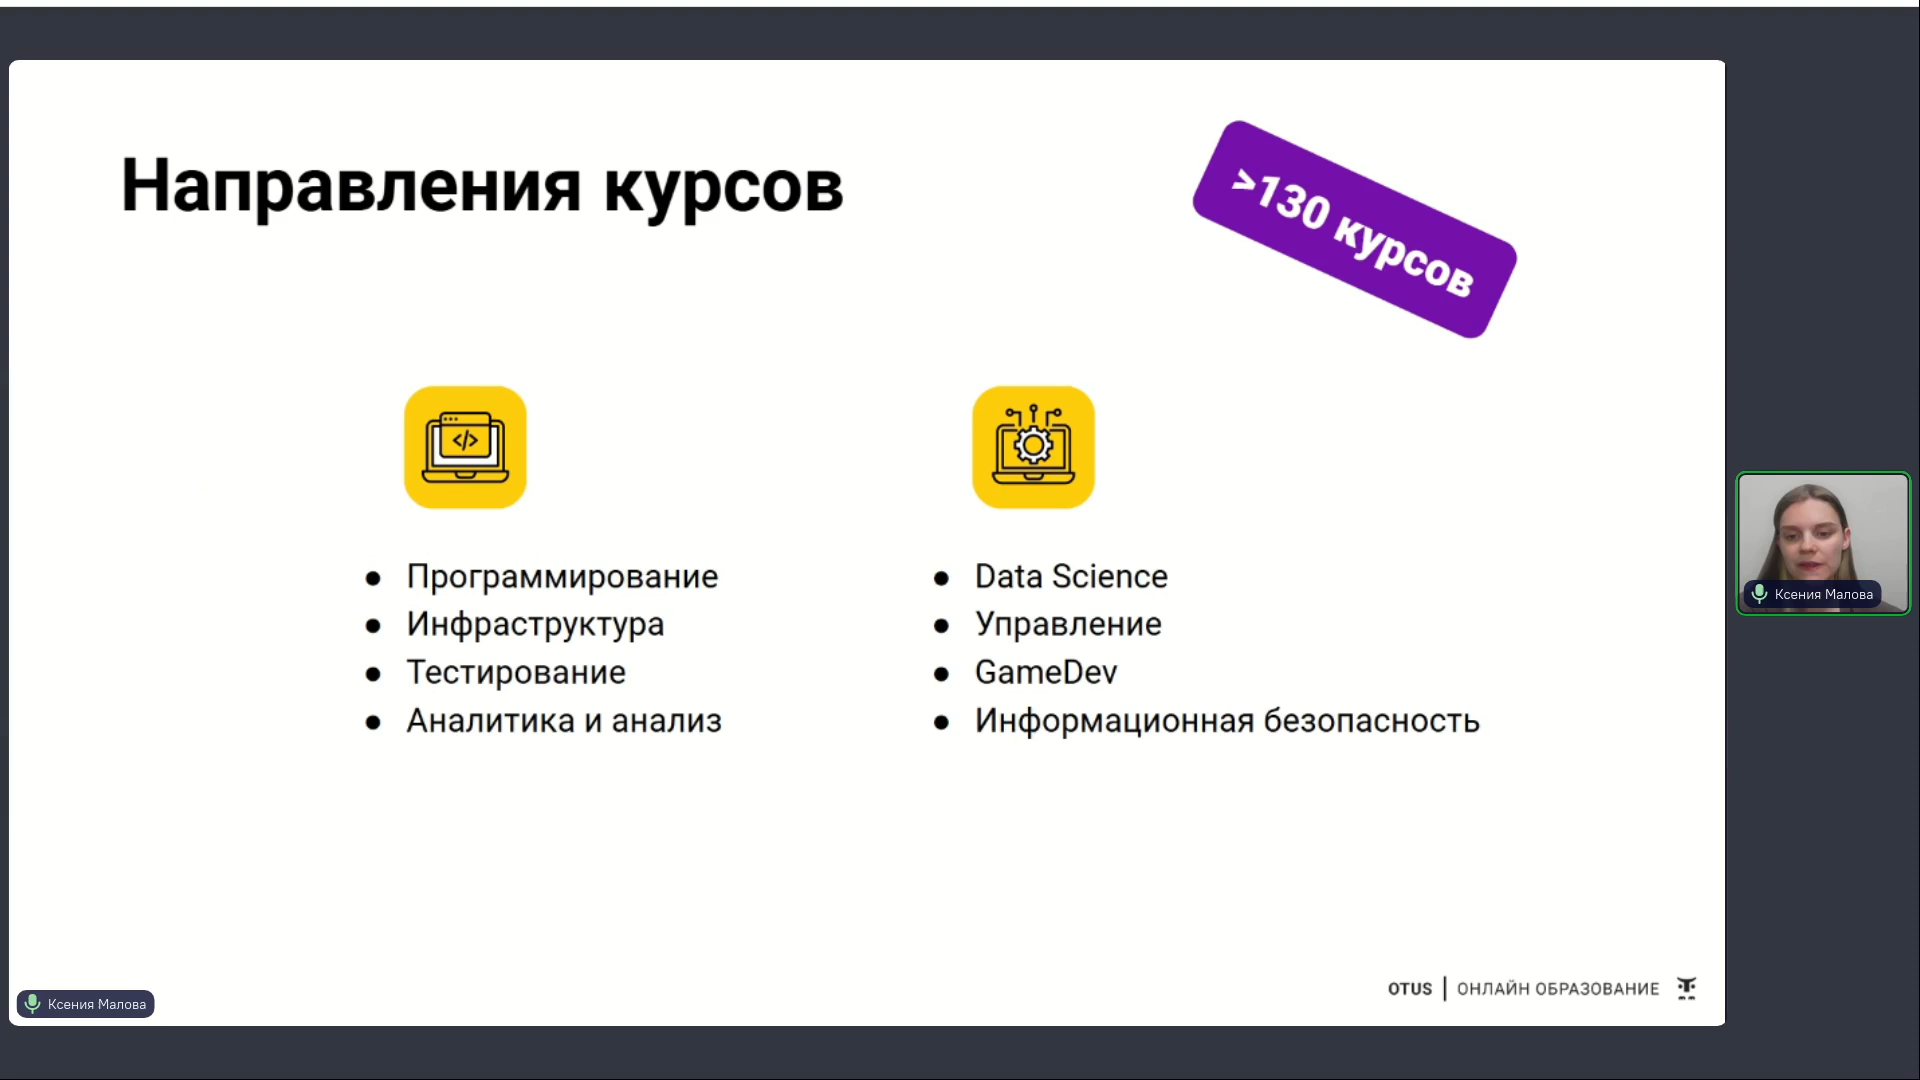 Направления курсов
>130 курсов
</>
Программирование
Инфраструктура
Тестирование
Аналитика и анализ
Data Science
Управление
GameDev
Информационная безопасность
Ксения Малова
OTUS | ОНЛАЙН ОБРАЗОВАНИЕ
Ксения Малова